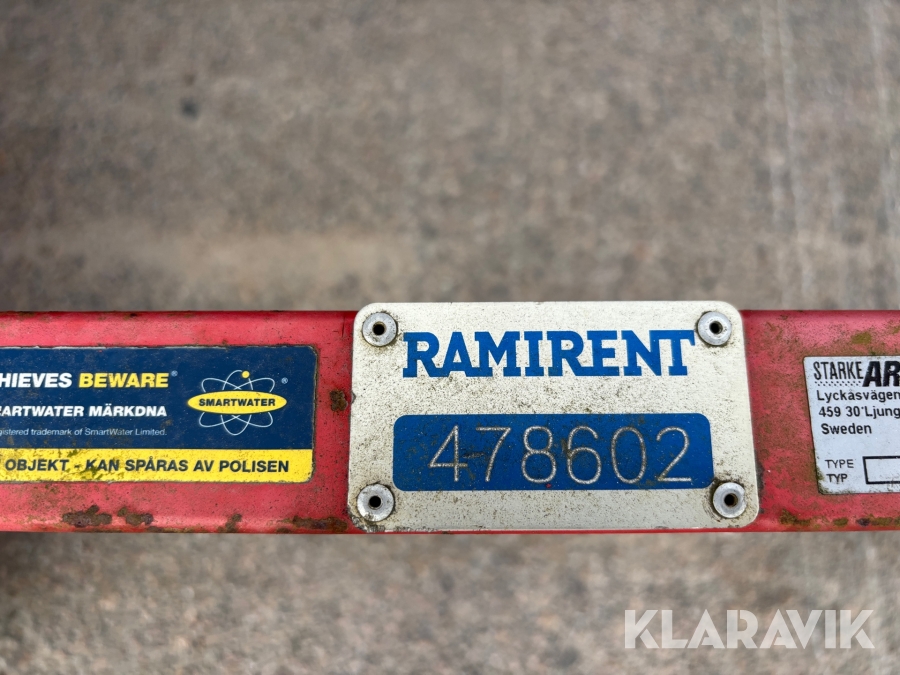 HIEVES BEWARE®
EARTWATER MÄRKDNA
gistered trademark of SmartWater Limited.
SMARTWATER ®
OBJEKT - KAN SPÅRAS AV POLISEN
RAMIRENT
478602
STARKE AR
Lyckåsvägen
459 30 Ljung
Sweden
TYPE
TYP
KLARAVIK